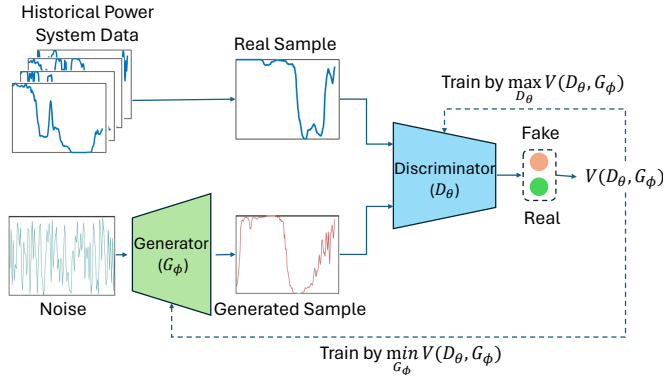 Historical Power
System Data
Real Sample
Train by max V(D_θ, G_ϕ)
D_θ
Fake
Discriminator
(D_θ)
V(D_θ, G_ϕ)
Real
Generator
(G_ϕ)
Noise
Generated Sample
Train by min V(D_θ, G_ϕ)
G_ϕ